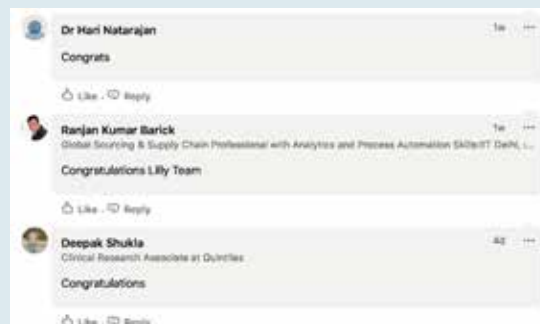 Dr Hari Natarajan 1w ...
Congrats
Like . Reply
Ranjan Kumar Barick 1w ...
Global Sourcing & Supply Chain Professional with Analytics and Process Automation Skills!IIT Delhi, ...
Congratulations Lilly Team
Like . Reply
Deepak Shukla 4d ...
Clinical Research Associate at Quintiles
Congratulations
Like . Reply